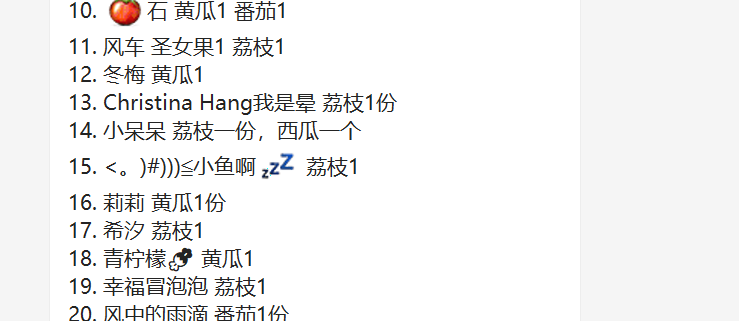 10. 🍅石 黄瓜1 番茄1
11. 风车 圣女果1 荔枝1
12. 冬梅 黄瓜1
13. Christina Hang我是晕 荔枝1份
14. 小呆呆 荔枝一份，西瓜一个
15. <。)#)))≦小鱼啊 💤 荔枝1
16. 莉莉 黄瓜1份
17. 希汐 荔枝1
18. 青柠檬 黄瓜1
19. 幸福冒泡泡 荔枝1
20. 风中的雨滴 番茄1份